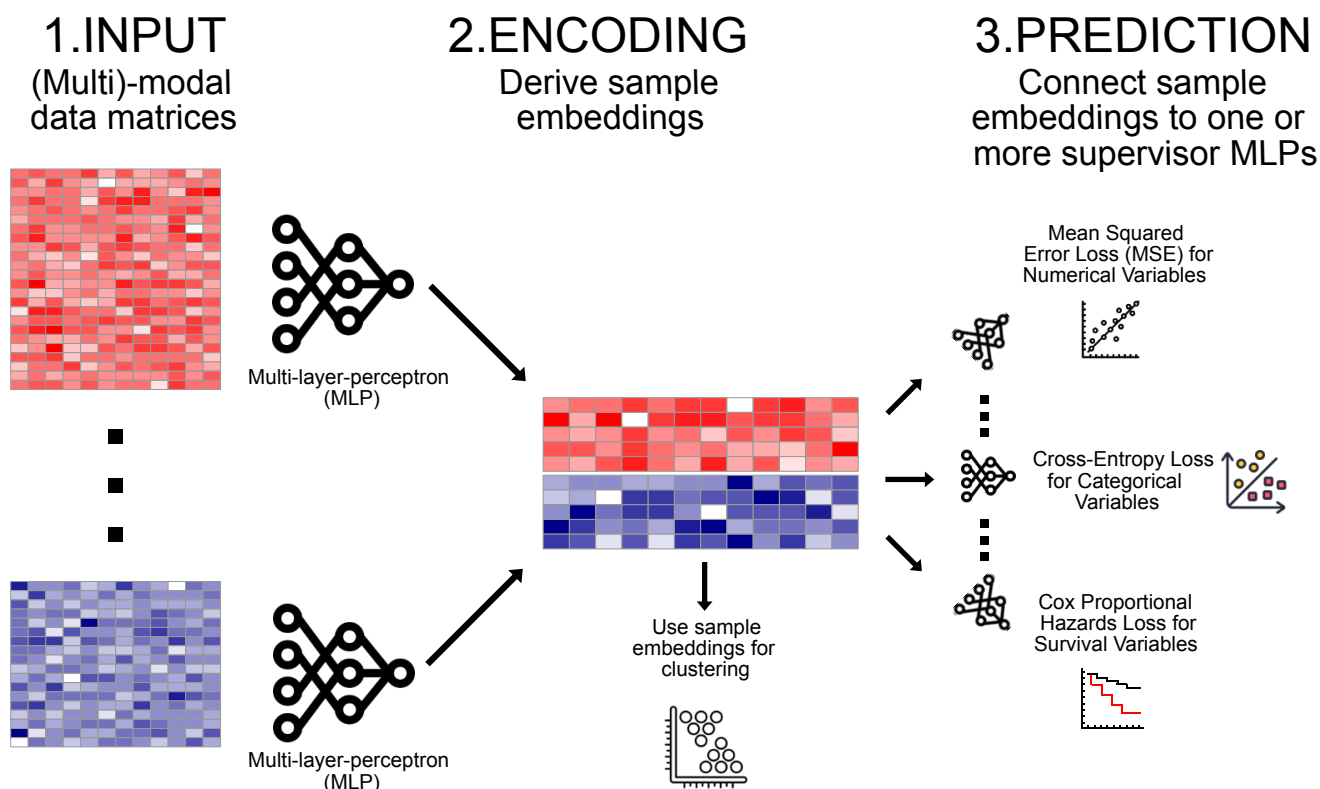 1.INPUT
(Multi)-modal
data matrices
Multi-layer-perceptron
(MLP)
Multi-layer-perceptron
(MLP)
2.ENCODING
Derive sample
embeddings
Use sample
embeddings for
clustering
3.PREDICTION
Connect sample
embeddings to one or
more supervisor MLPs
Mean Squared
Error Loss (MSE) for
Numerical Variables
Cross-Entropy Loss
for Categorical
Variables
Cox Proportional
Hazards Loss for
Survival Variables